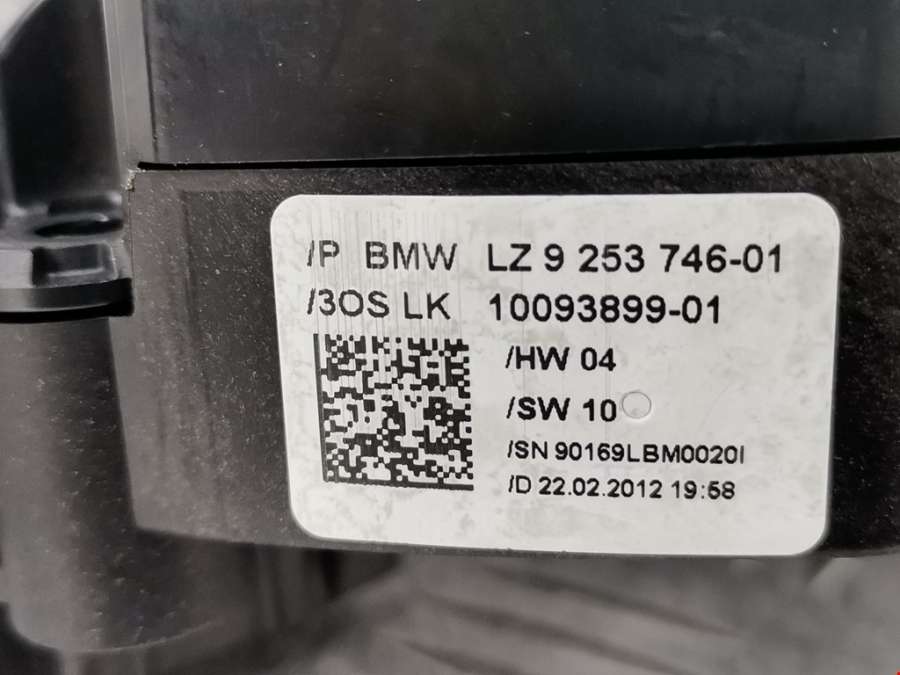 /P BMW LZ 9 253 746-01
/3OS LK 10093899-01
/HW 04
/SW 10
/SN 90169LBM0020I
/D 22.02.2012 19:58